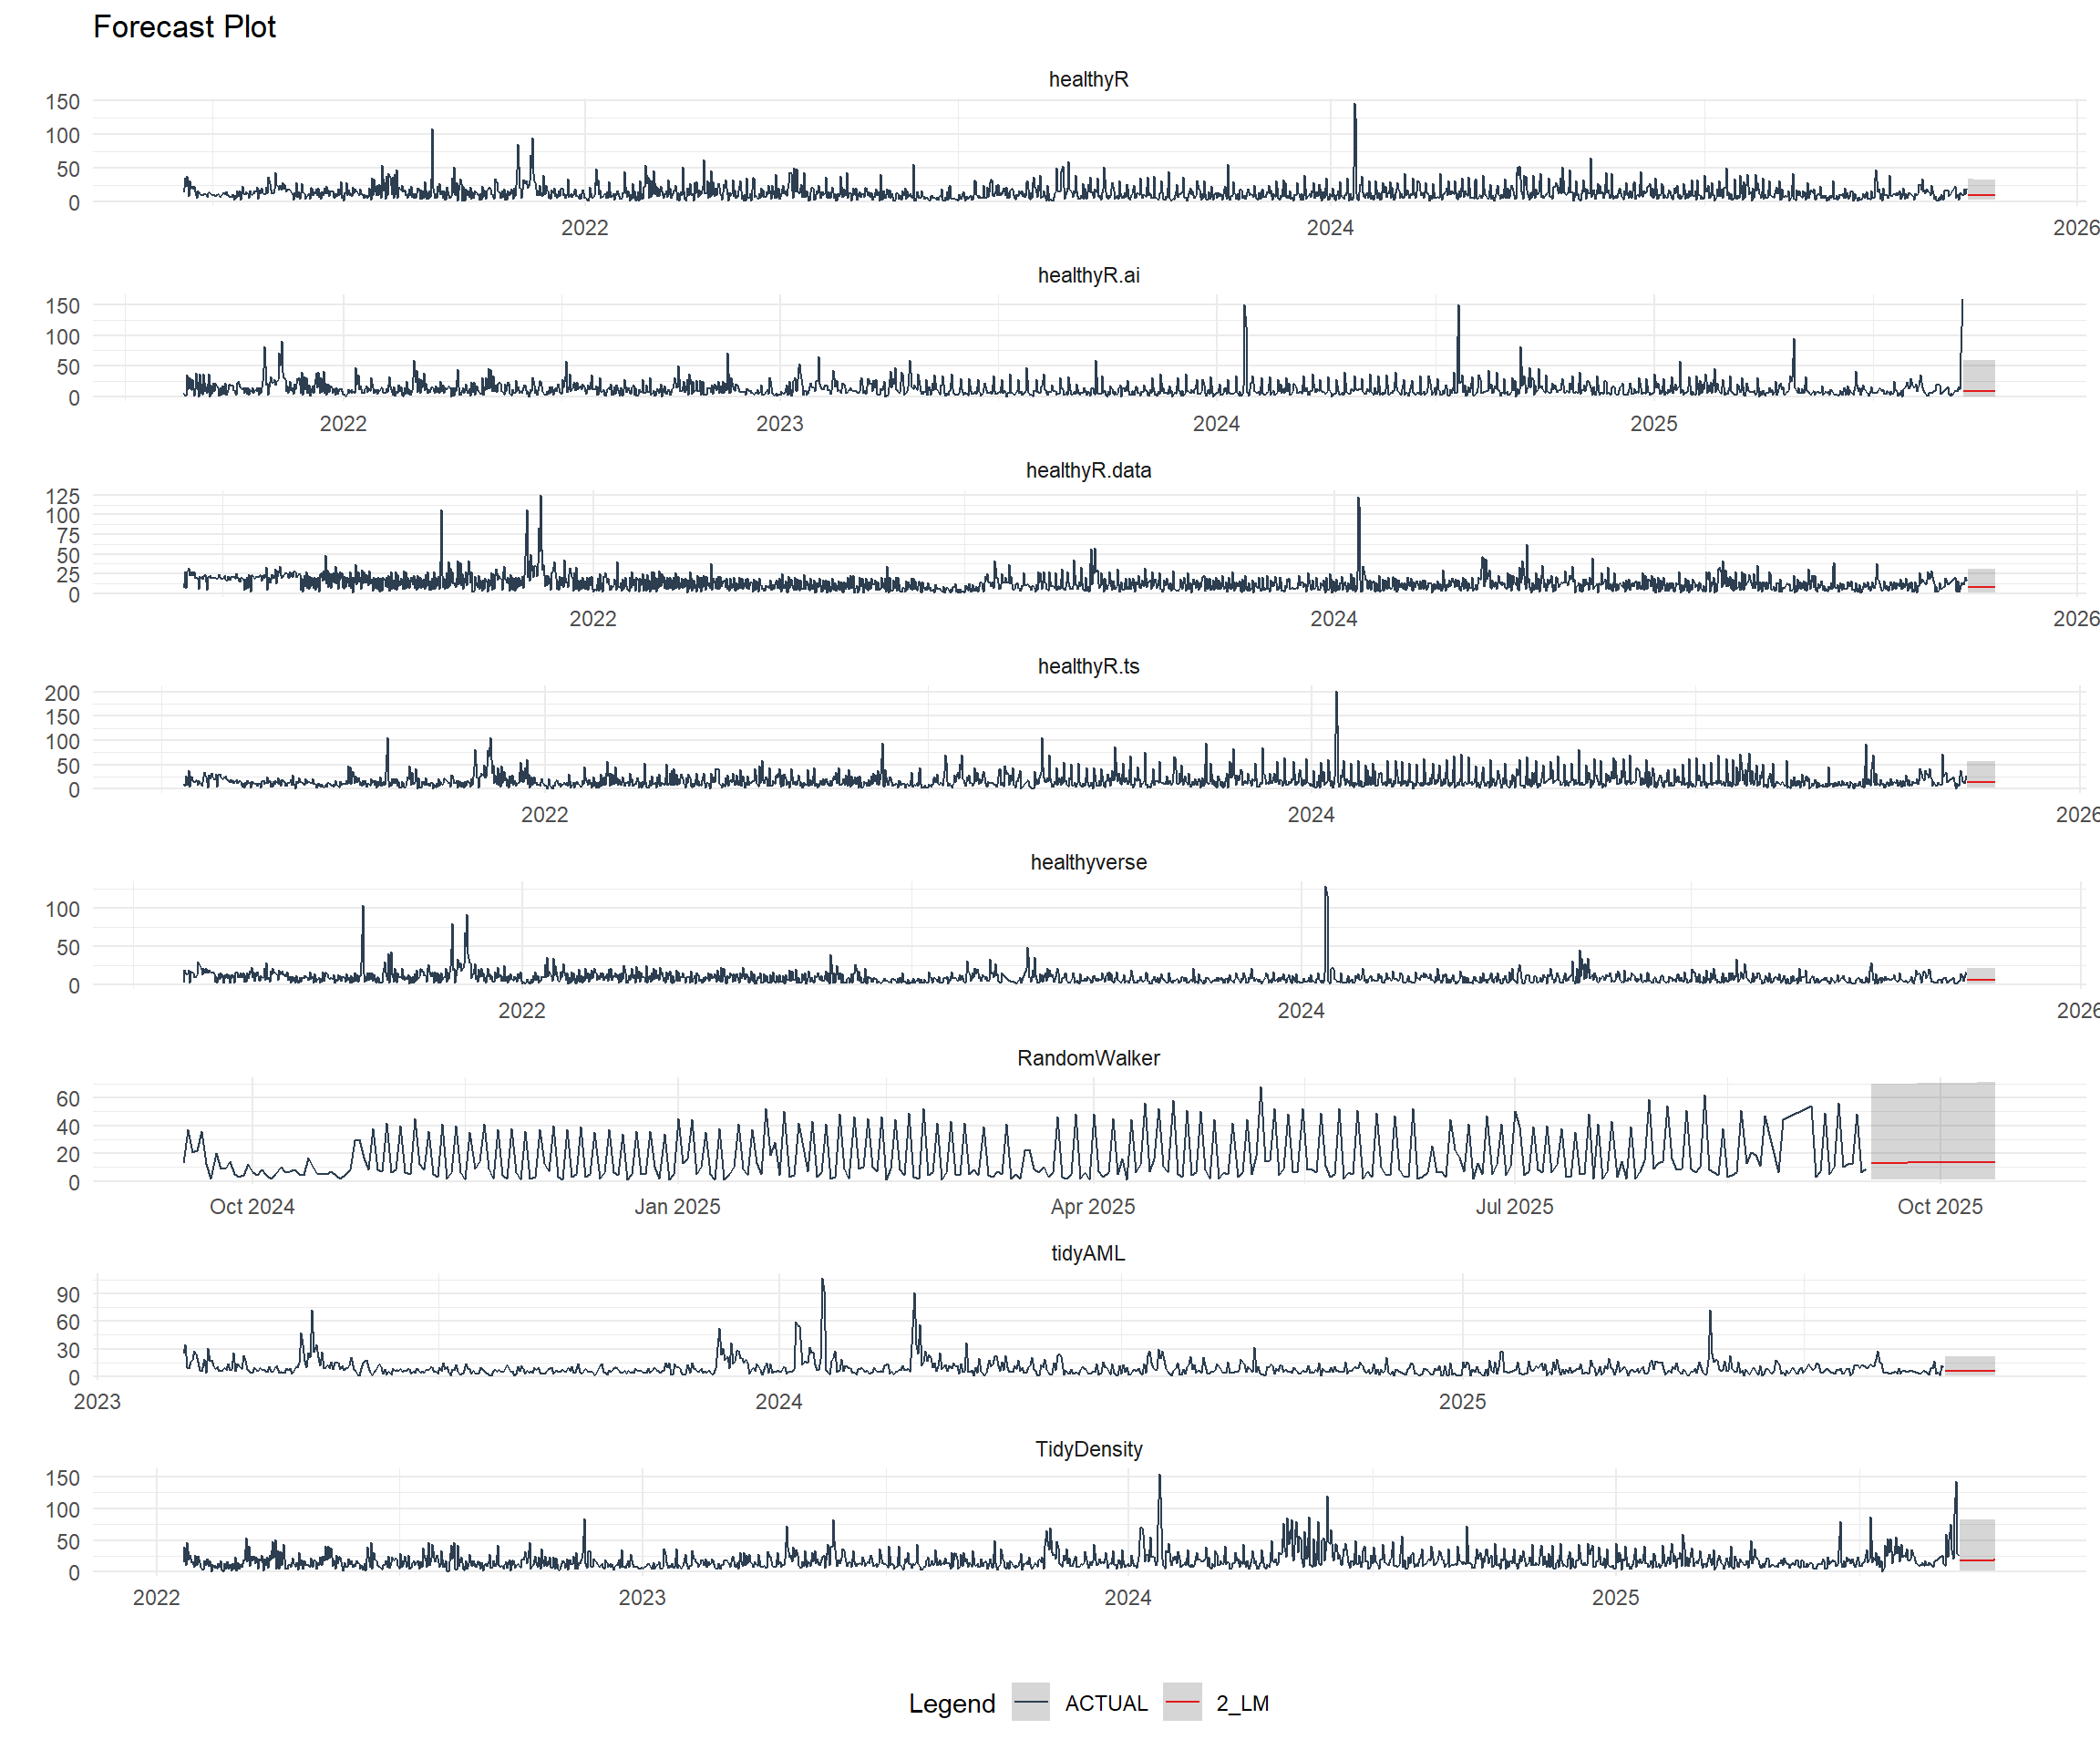 Forecast Plot
healthyR
150
100
50
0
2022 2024 2026
healthyR.ai
150
100
50
0
2022 2023 2024 2025
healthyR.data
125
100
75
50
25
0
2022 2024 2026
healthyR.ts
200
150
100
50
0
2022 2024 2026
healthyverse
100
50
0
2022 2024 2026
RandomWalker
60
40
20
0
Oct 2024 Jan 2025 Apr 2025 Jul 2025 Oct 2025
tidyAML
90
60
30
0
2023 2024 2025
TidyDensity
150
100
50
0
2022 2023 2024 2025
Legend ACTUAL 2_LM